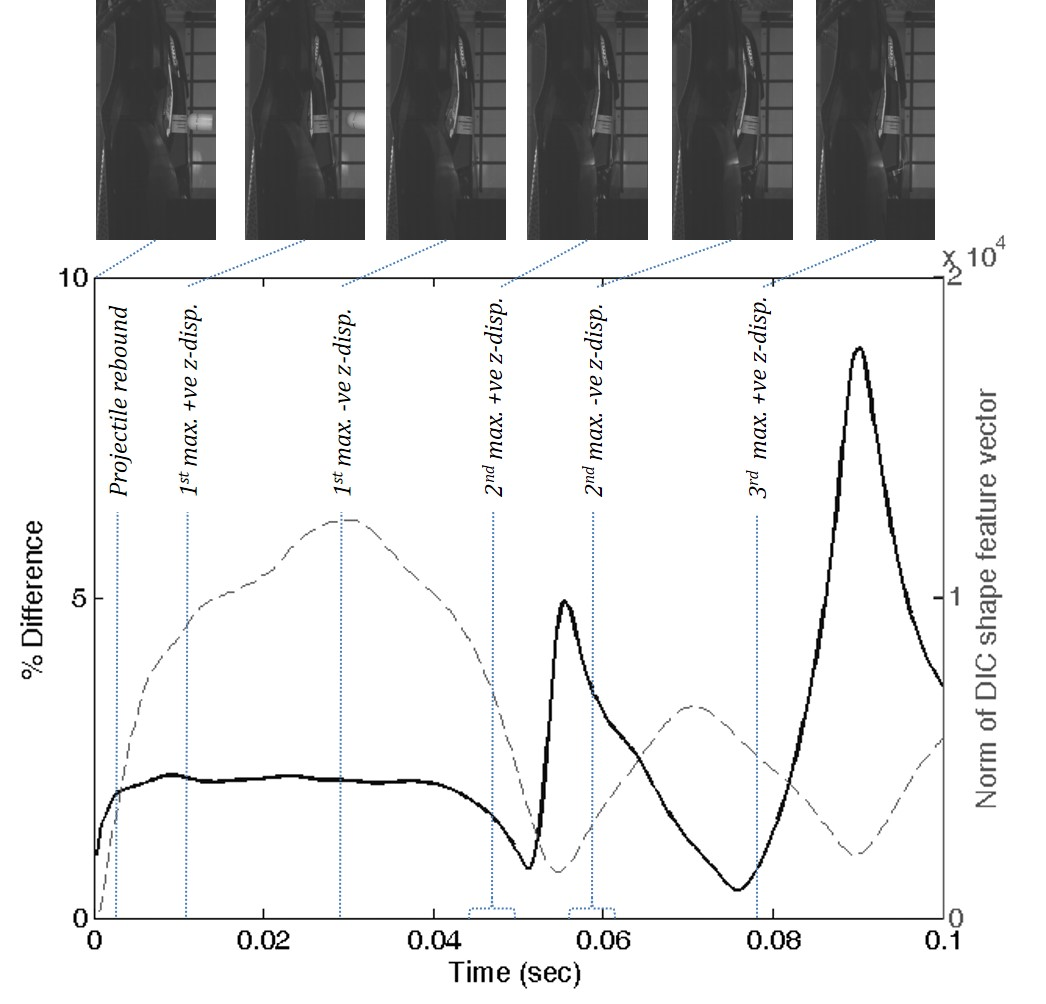 x 10⁴
10
2
Projectile rebound
1ˢᵗ max. +ve z-disp.
1ˢᵗ max. -ve z-disp.
2ⁿᵈ max. +ve z-disp.
2ⁿᵈ max. -ve z-disp.
3ʳᵈ max. +ve z-disp.
% Difference
5
1
Norm of DIC shape feature vector
0
0
0
0.02
0.04
0.06
0.08
0.1
Time (sec)